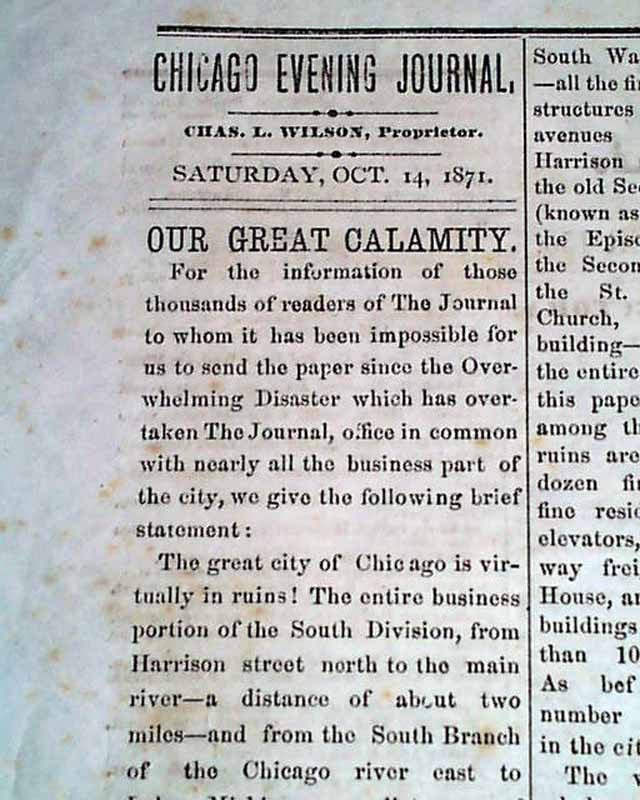 CHICAGO EVENING JOURNAL.
CHAS. L. WILSON, Proprietor.
SATURDAY, OCT. 14, 1871.
OUR GREAT CALAMITY.
For the information of those
thousands of readers of The Journal
to whom it has been impossible for
us to send the paper since the Over-
whelming Disaster which has over-
taken The Journal, office in common
with nearly all the business part of
the city, we give the following brief
statement:
The great city of Chicago is vir-
tually in ruins! The entire business
portion of the South Division, from
Harrison street north to the main
river—a distance of about two
miles—and from the South Branch
of the Chicago river east to
South Wa
—all the fi
structures
avenues
Harrison
the old Se
(known as
the Epis
the Secon
the St.
Church,
building—
the entire
this pape
among th
ruins are
dozen fi
fine resi
elevators,
way frei
House, a
buildings
than 10
As bef
number
in the cit
The